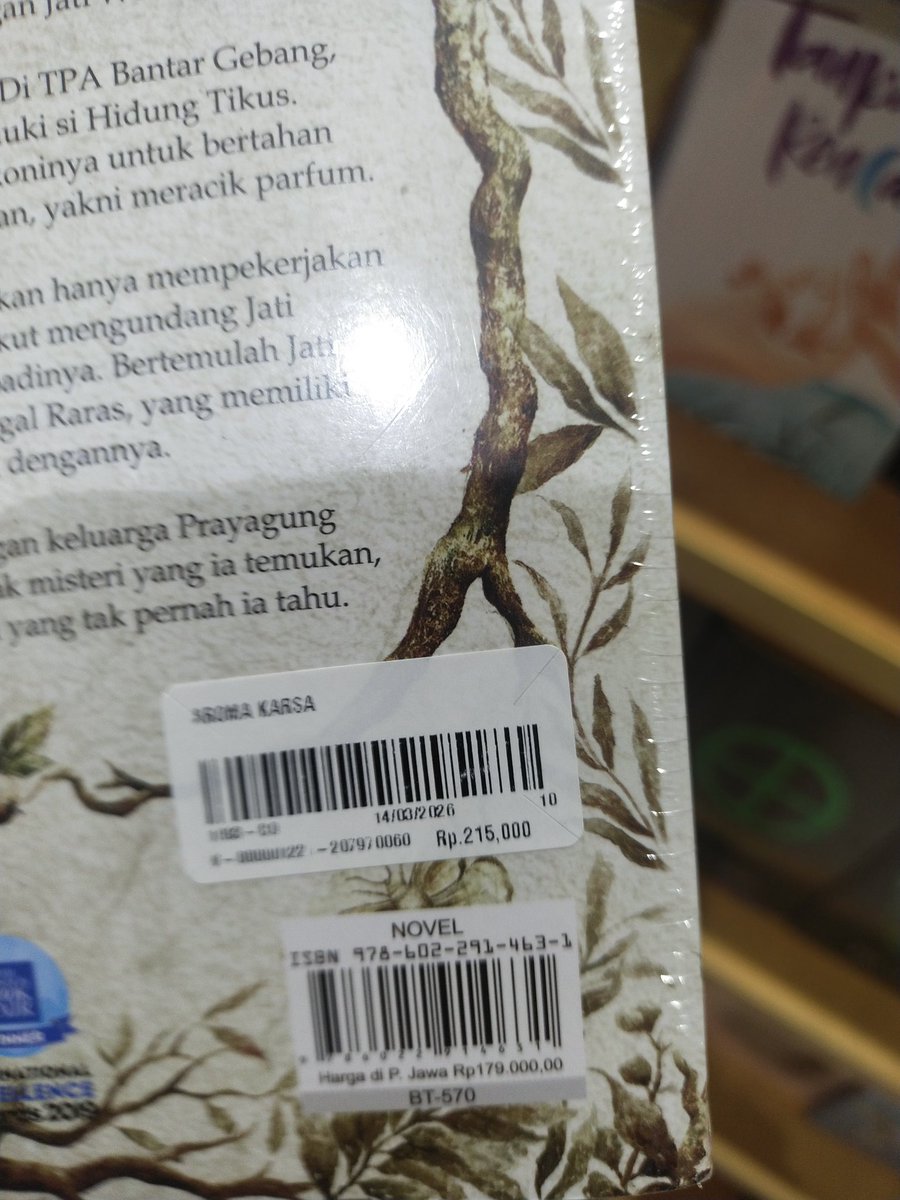 Di TPA Bantar Gebang,
uki si Hidung Tikus.
oninya untuk bertahan
an, yakni meracik parfum.
kan hanya mempekerjakan
kut mengundang Jati
adinya. Bertemulah Jati
gal Raras, yang memiliki
dengannya.
gan keluarga Prayagung
ak misteri yang ia temukan,
yang tak pernah ia tahu.
AROMA KARSA
14/03/2026
10
-207970060 Rp.215,000
NOVEL
ISBN 978-602-291-463-1
Harga di P. Jawa Rp179.000,00
BT-570